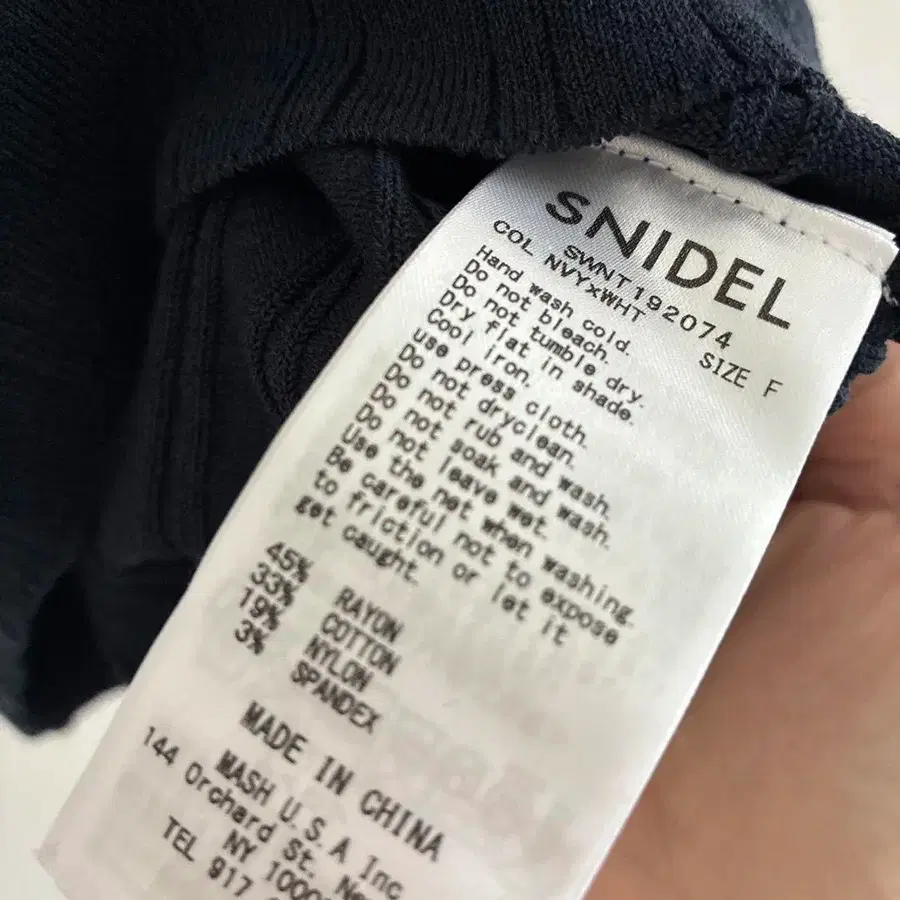 SNIDEL
SWNT192074
COL NVYxWHT SIZE F
Hand wash cold.
Do not bleach.
Do not tumble dry.
Dry flat in shade.
Cool iron.
use press cloth.
Do not dryclean.
Do not rub and wash.
Do not soak and wash.
Do not leave wet.
Use the net when washing.
Be careful not to expose
to friction or let it
get caught.
45% RAYON
33% COTTON
19% NYLON
3% SPANDEX
MADE IN CHINA
MASH U.S.A Inc
144 Orchard St.
NY
TEL 917